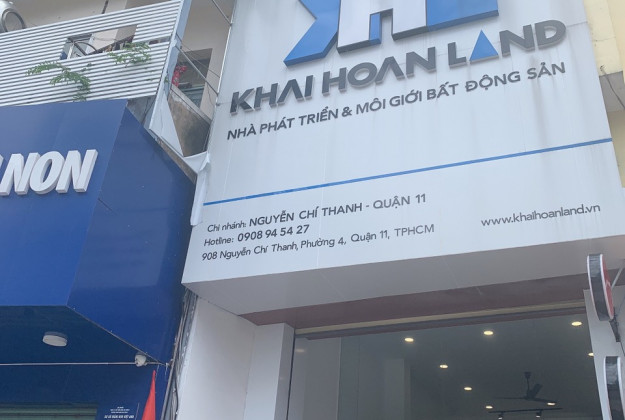 KHAI HOAN LAND
NHÀ PHÁT TRIỂN & MÔI GIỚI BẤT ĐỘNG SẢN
Chi nhánh: NGUYỄN CHÍ THANH - QUẬN 11
Hotline: 0908 94 54 27
908 Nguyễn Chí Thanh, Phường 4, Quận 11, TPHCM
www.khaihoanland.vn
NON